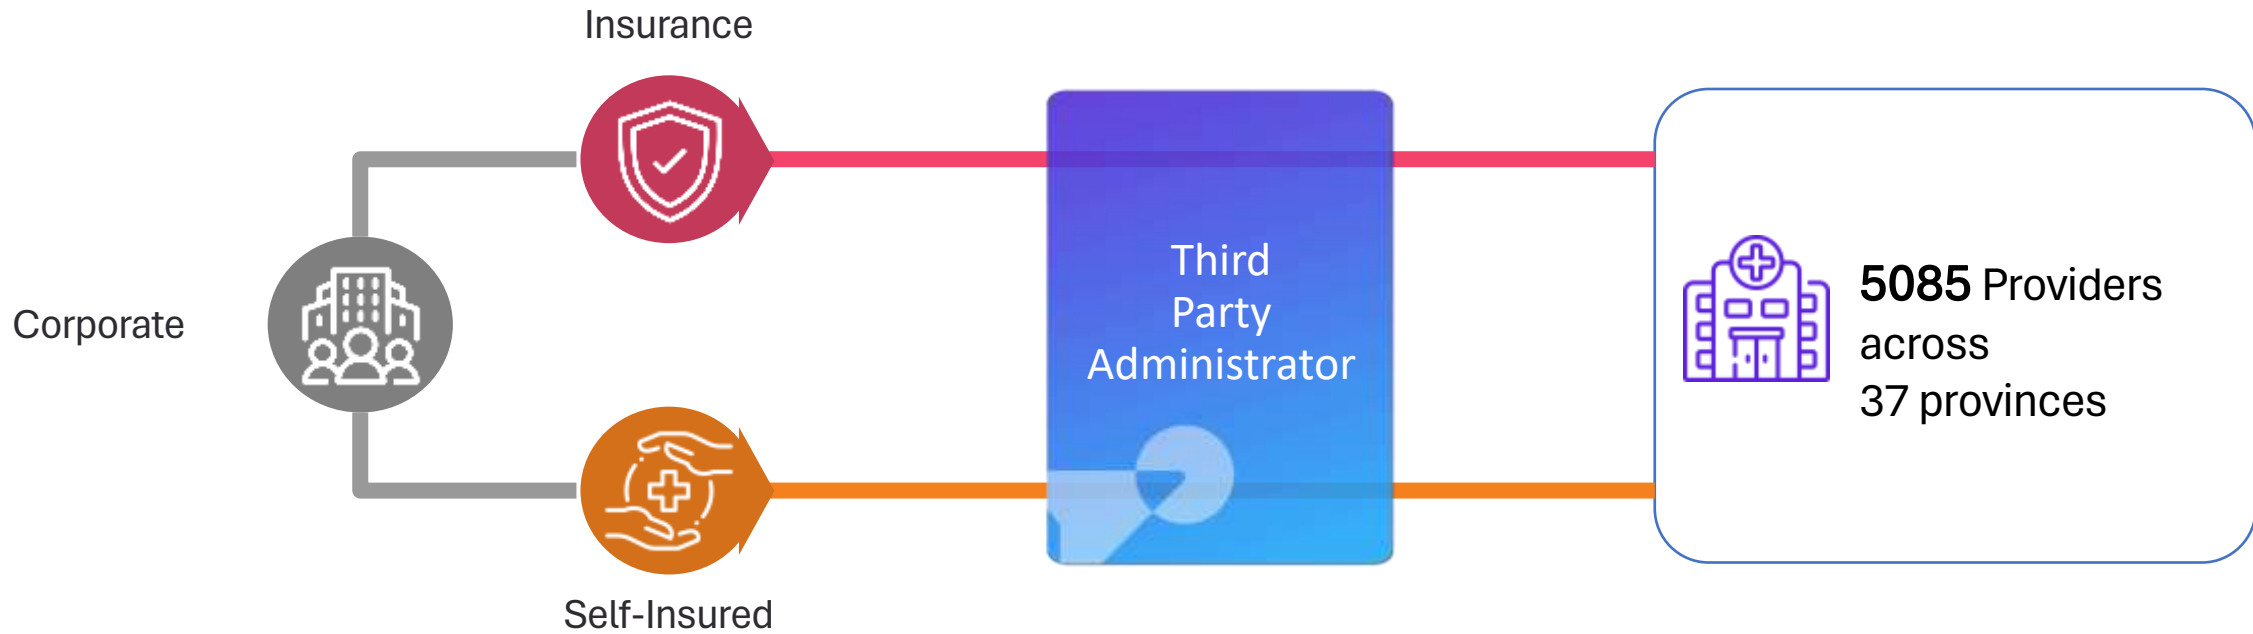 Insurance
Corporate
Third
Party
Administrator
5085 Providers
across
37 provinces
Self-Insured